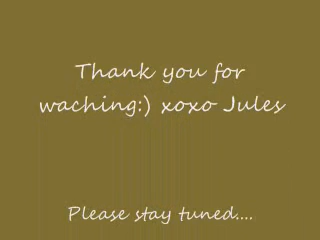 Thank you for
waching:) xoxo Jules
Please stay tuned....